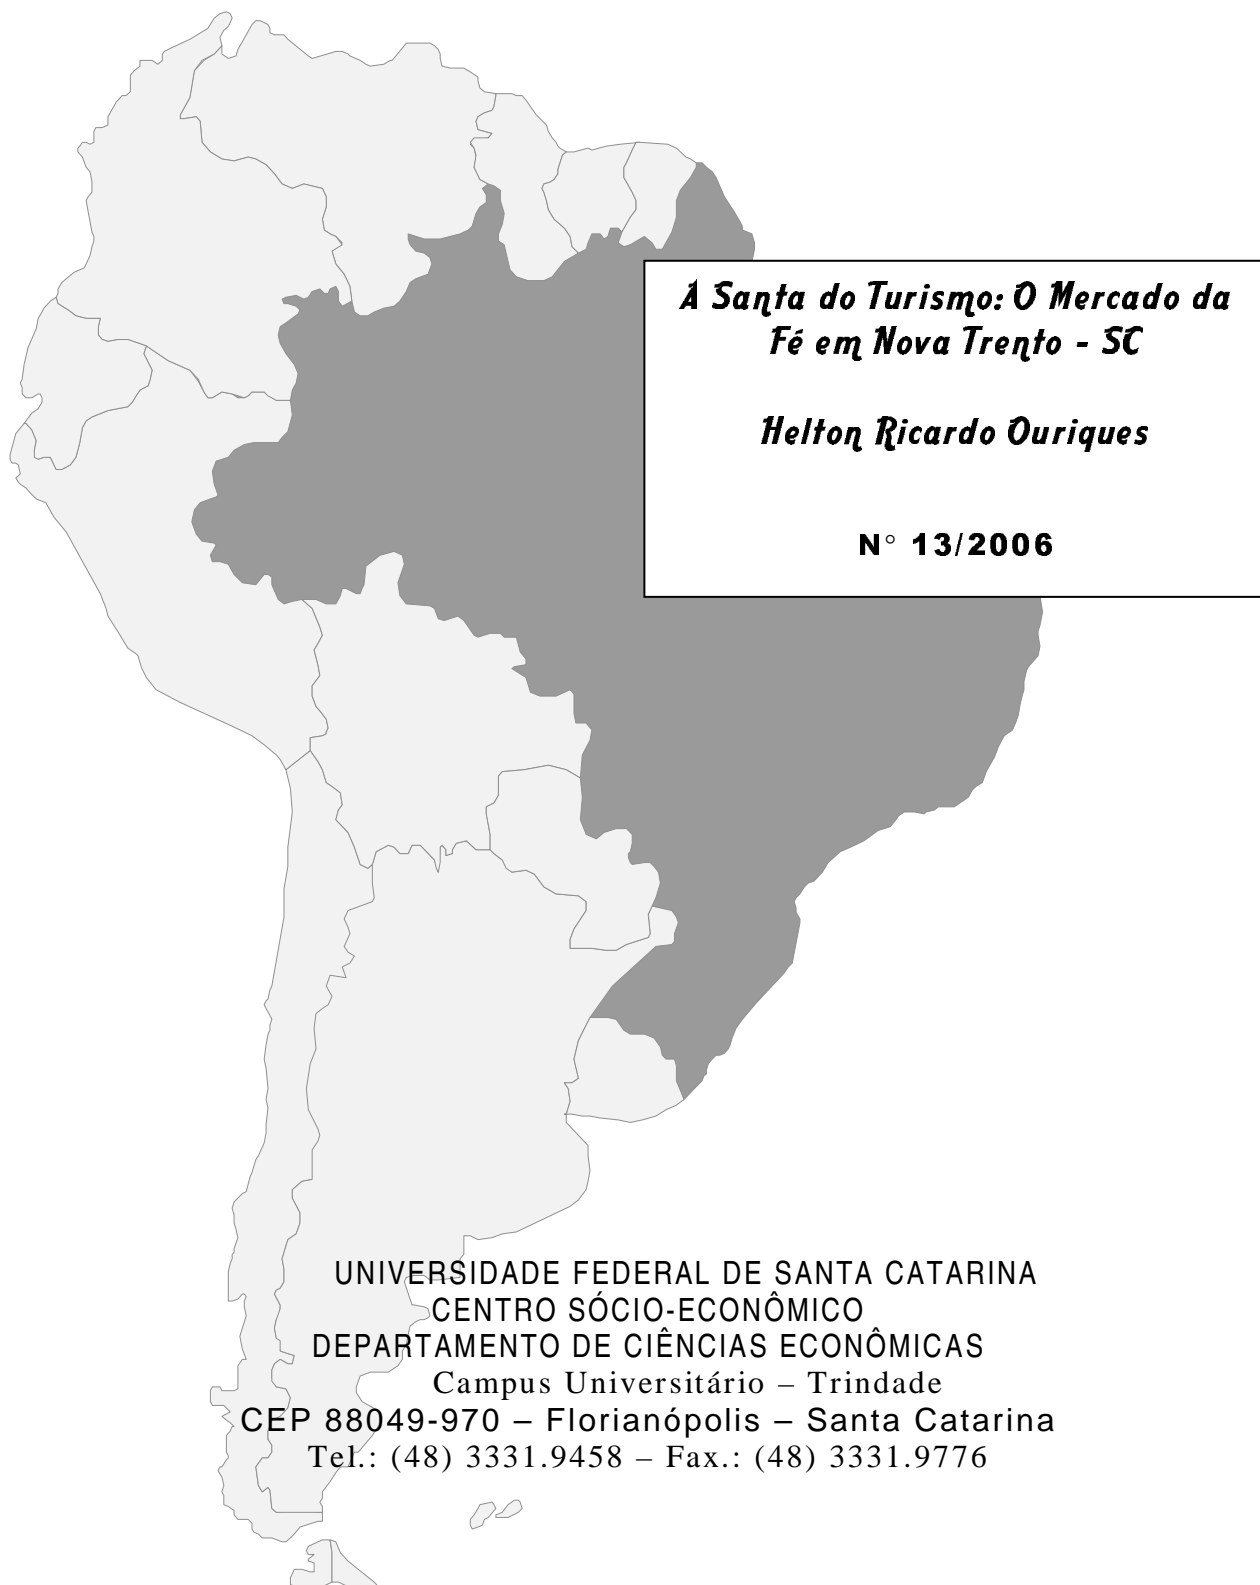 A Santa do Turismo: O Mercado da
Fé em Nova Trento - SC
Helton Ricardo Ouriques
N° 13/2006
UNIVERSIDADE FEDERAL DE SANTA CATARINA
CENTRO SÓCIO-ECONÔMICO
DEPARTAMENTO DE CIÊNCIAS ECONÔMICAS
Campus Universitário – Trindade
CEP 88049-970 – Florianópolis – Santa Catarina
Tel.: (48) 3331.9458 – Fax.: (48) 3331.9776